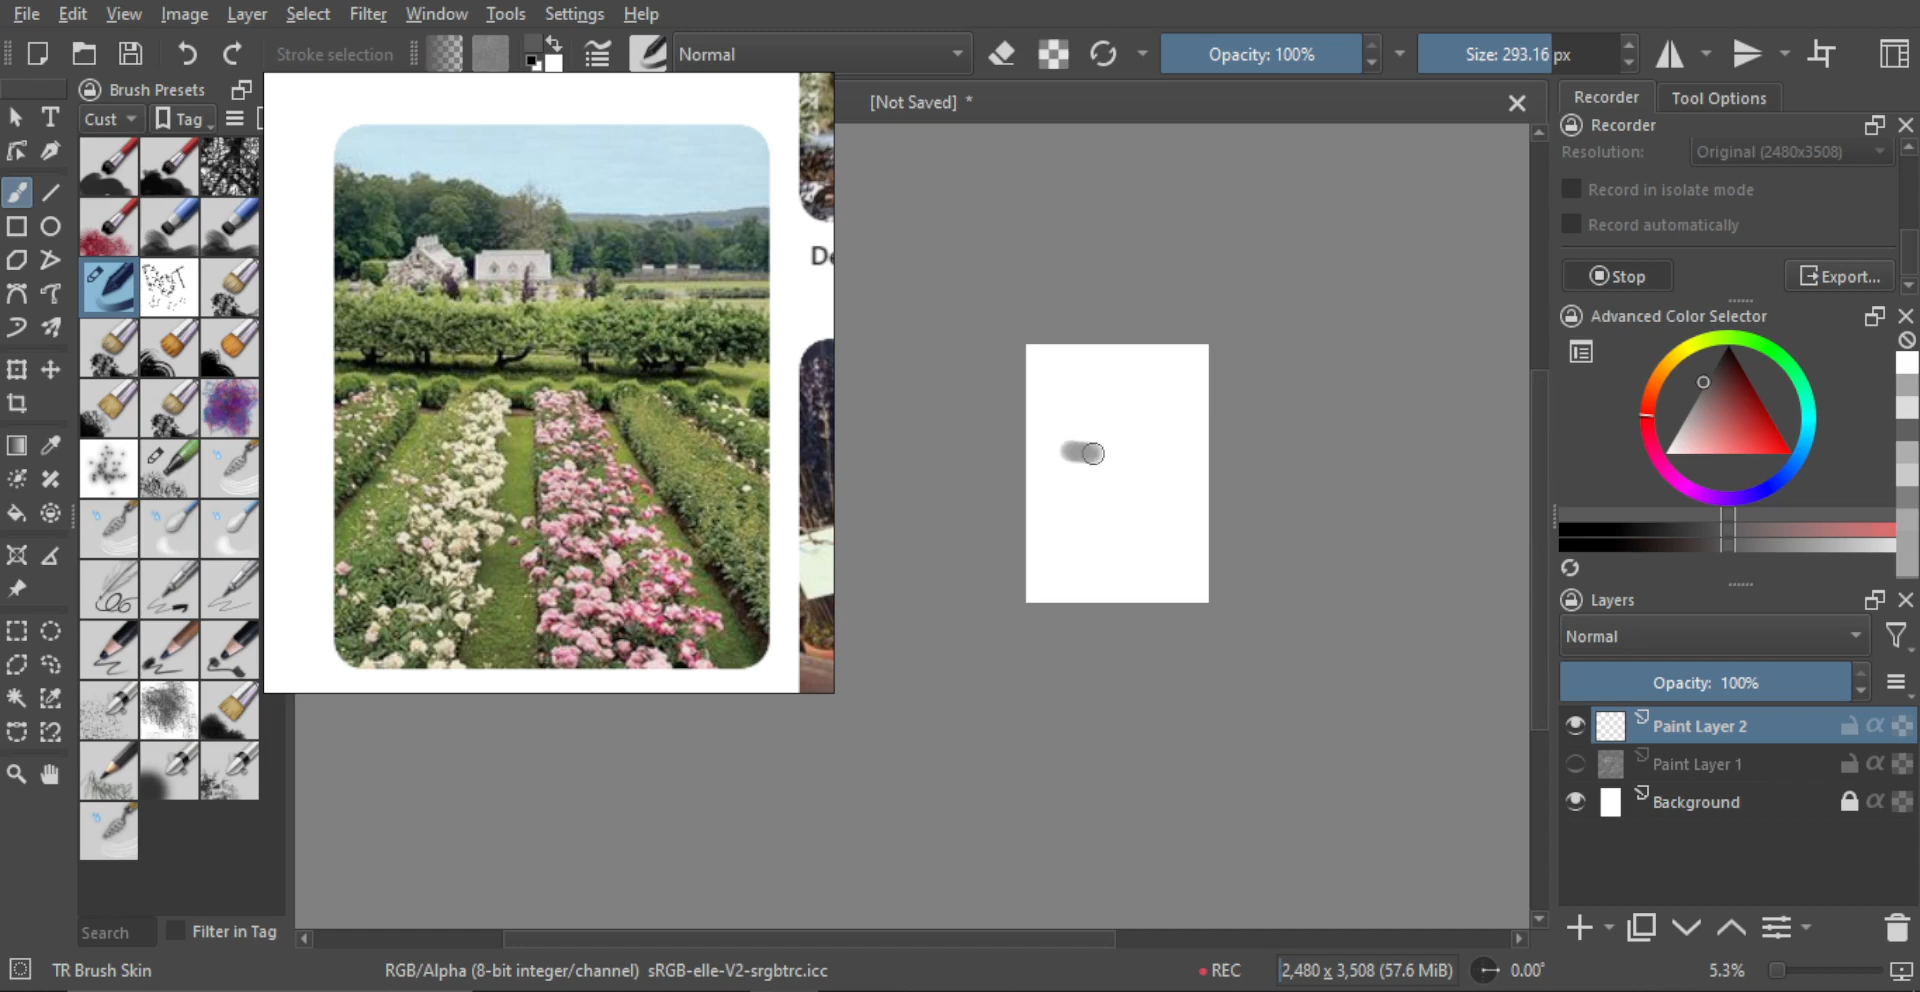 File Edit View Image Layer Select Filter Window Tools Settings Help
Stroke selection Normal Opacity: 100% Size: 293.16 px
Brush Presets
Cust Tag
[Not Saved] *
De
Recorder Tool Options
Recorder
Resolution: Original (2480x3508)
Record in isolate mode
Record automatically
Stop Export...
Advanced Color Selector
Layers
Normal
Opacity: 100%
Paint Layer 2
Paint Layer 1
Background
Search Filter in Tag
TR Brush Skin RGB/Alpha (8-bit integer/channel) sRGB-elle-V2-srgbtrc.icc REC 2,480 x 3,508 (57.6 MiB) 0.00° 5.3%